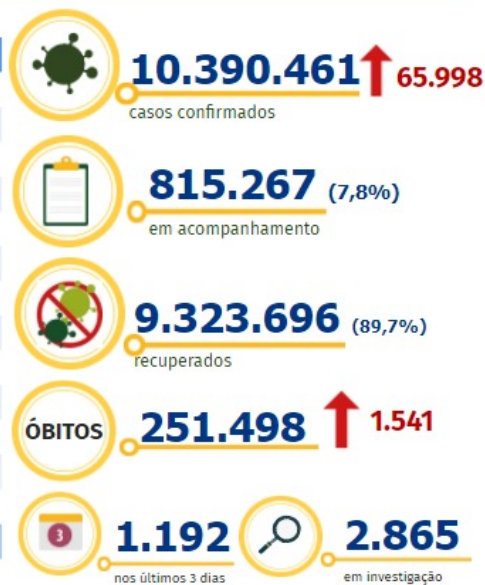 10.390.461 65.998
casos confirmados
815.267 (7,8%)
em acompanhamento
9.323.696 (89,7%)
recuperados
ÓBITOS 251.498 1.541
3 1.192 2.865
nos últimos 3 dias em investigação